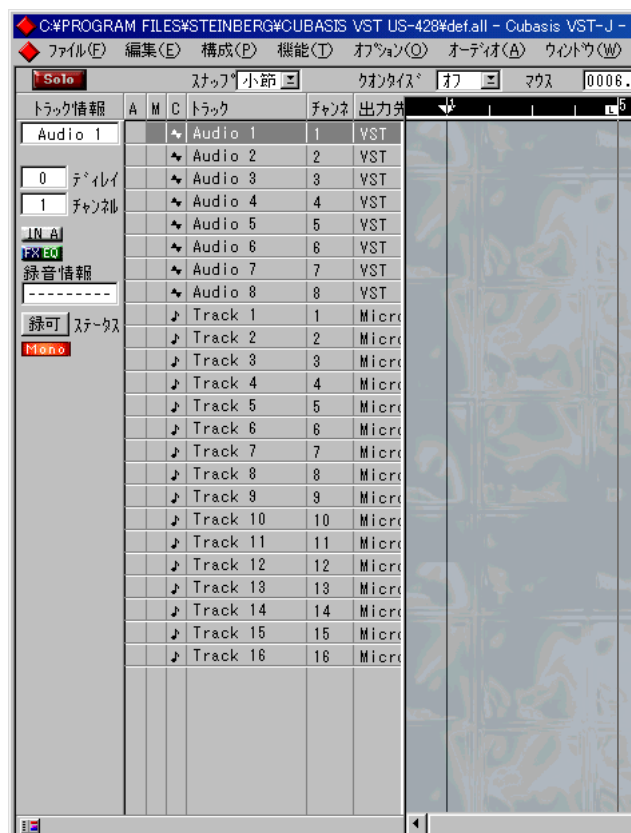 C:¥PROGRAM FILES¥STEINBERG¥CUBASIS VST US-428¥def.all - Cubasis VST-J -
ファイル(F) 編集(E) 構成(P) 機能(T) オプション(O) オーディオ(A) ウィンドウ(W)
Solo スナップ 小節 クオンタイズ オフ マウス 0006.
トラック情報 A M C トラック チャンネ 出力先 1 L 5
Audio 1
0 ディレイ
1 チャンネル
IN A
FX EQ
録音情報
---------
録可 ステータス
Mono
Audio 1 1 VST
Audio 2 2 VST
Audio 3 3 VST
Audio 4 4 VST
Audio 5 5 VST
Audio 6 6 VST
Audio 7 7 VST
Audio 8 8 VST
Track 1 1 Micro
Track 2 2 Micro
Track 3 3 Micro
Track 4 4 Micro
Track 5 5 Micro
Track 6 6 Micro
Track 7 7 Micro
Track 8 8 Micro
Track 9 9 Micro
Track 10 10 Micro
Track 11 11 Micro
Track 12 12 Micro
Track 13 13 Micro
Track 14 14 Micro
Track 15 15 Micro
Track 16 16 Micro